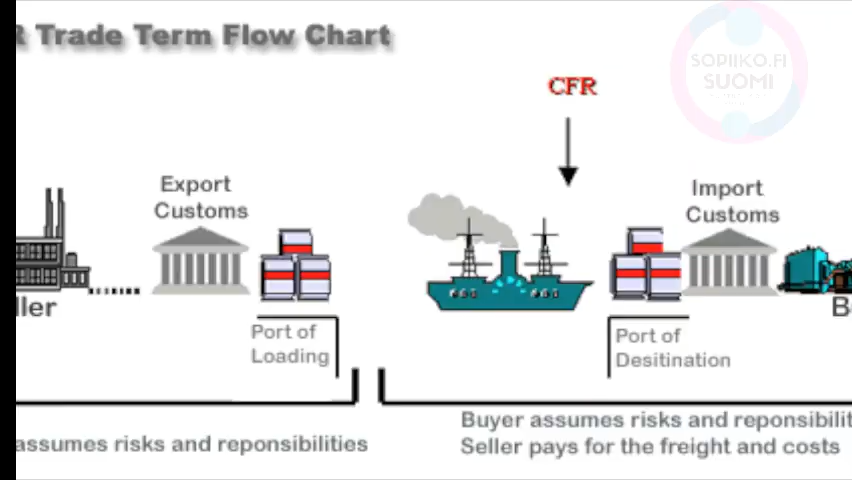 R Trade Term Flow Chart
SOPIIKO.FI
SUOMI
CFR
Export
Customs
Import
Customs
ller
B
Port of
Loading
Port of
Desitination
assumes risks and reponsibilities
Buyer assumes risks and reponsibilit
Seller pays for the freight and costs